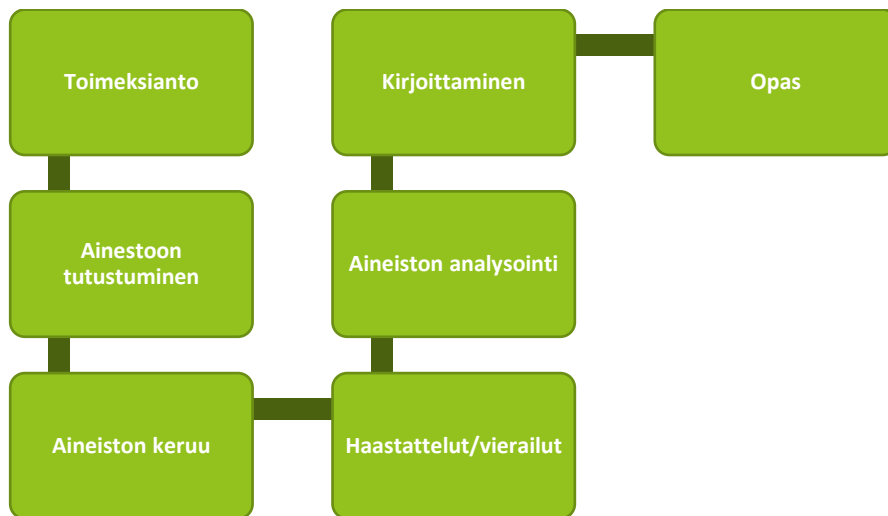 Toimeksianto
Ainestoon
tutustuminen
Aineiston keruu
Haastattelut/vierailut
Aineiston analysointi
Kirjoittaminen
Opas